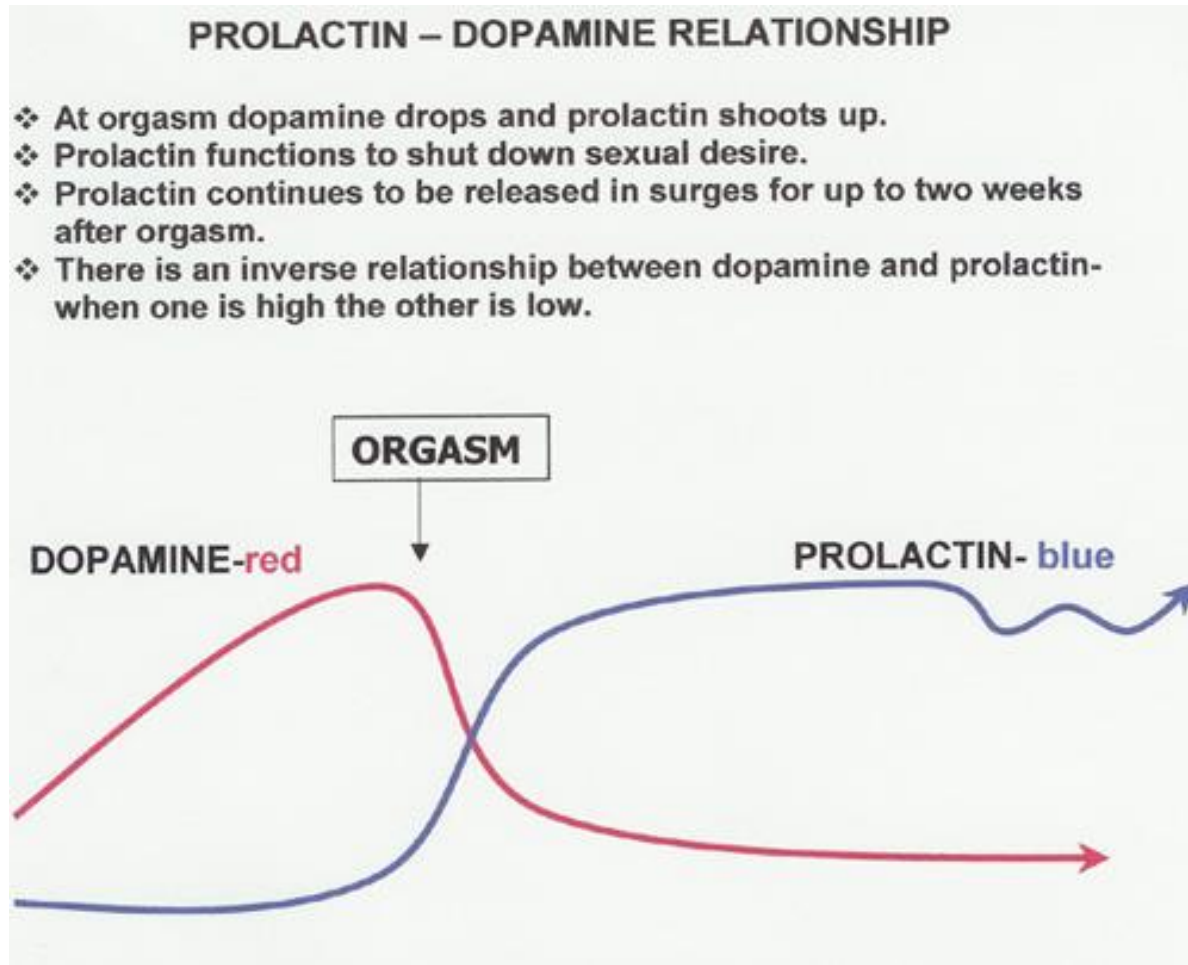 PROLACTIN – DOPAMINE RELATIONSHIP
❖ At orgasm dopamine drops and prolactin shoots up.
❖ Prolactin functions to shut down sexual desire.
❖ Prolactin continues to be released in surges for up to two weeks
after orgasm.
❖ There is an inverse relationship between dopamine and prolactin-
when one is high the other is low.
ORGASM
DOPAMINE-red
PROLACTIN- blue